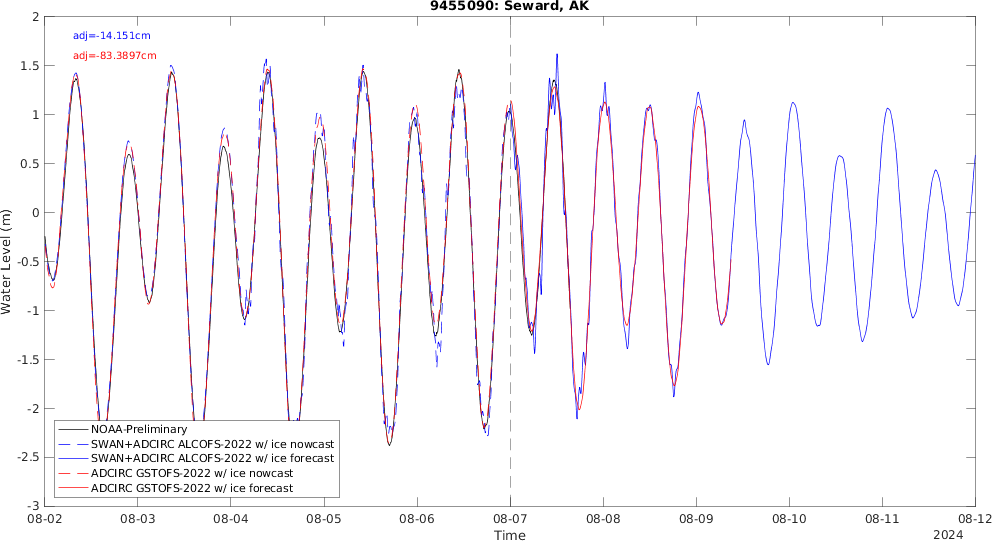 9455090: Seward, AK
adj=-14.151cm
adj=-83.3897cm
2
1.5
1
0.5
0
-0.5
-1
-1.5
-2
-2.5
-3
Water Level (m)
NOAA-Preliminary
SWAN+ADCIRC ALCOFS-2022 w/ ice nowcast
SWAN+ADCIRC ALCOFS-2022 w/ ice forecast
ADCIRC GSTOFS-2022 w/ ice nowcast
ADCIRC GSTOFS-2022 w/ ice forecast
08-02 08-03 08-04 08-05 08-06 08-07 08-08 08-09 08-10 08-11 08-12
Time
2024